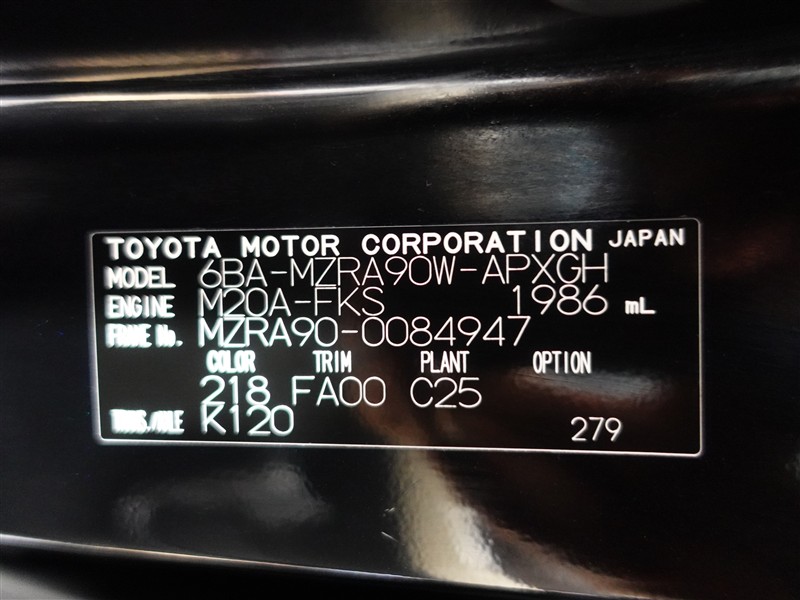 TOYOTA MOTOR CORPORATION JAPAN
MODEL 6BA-MZRA90W-APXGH
ENGINE M20A-FKS 1986 mL
FRAME No. MZRA90-0084947
COLOR TRIM PLANT OPTION
218 FA00 C25
TRANS./AXLE K120 279